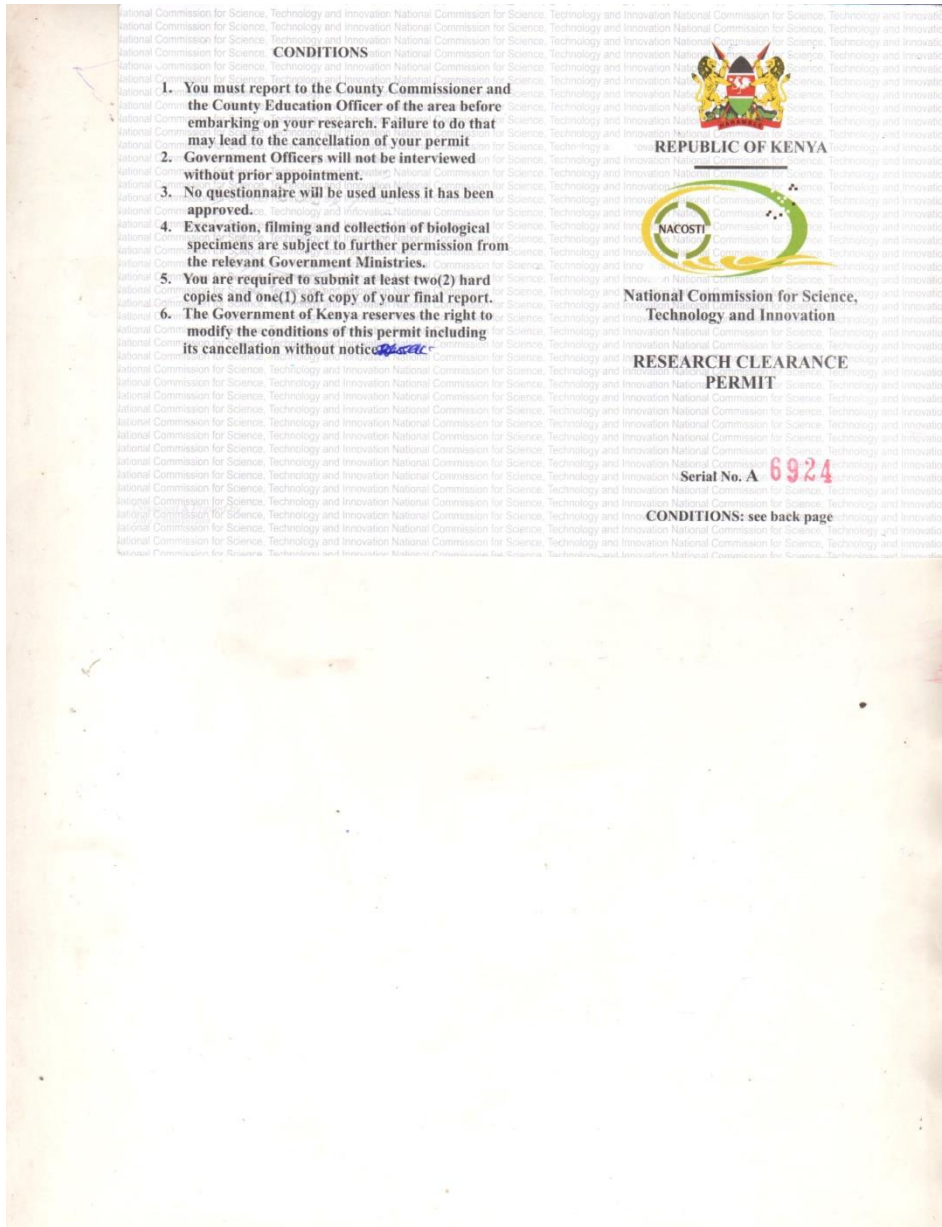 CONDITIONS
1. You must report to the County Commissioner and
the County Education Officer of the area before
embarking on your research. Failure to do that
may lead to the cancellation of your permit
2. Government Officers will not be interviewed
without prior appointment.
3. No questionnaire will be used unless it has been
approved.
4. Excavation, filming and collection of biological
specimens are subject to further permission from
the relevant Government Ministries.
5. You are required to submit at least two(2) hard
copies and one(1) soft copy of your final report.
6. The Government of Kenya reserves the right to
modify the conditions of this permit including
its cancellation without notice
HARAMBEE
REPUBLIC OF KENYA
NACOSTI
National Commission for Science,
Technology and Innovation
RESEARCH CLEARANCE
PERMIT
Serial No. A 6924
CONDITIONS: see back page